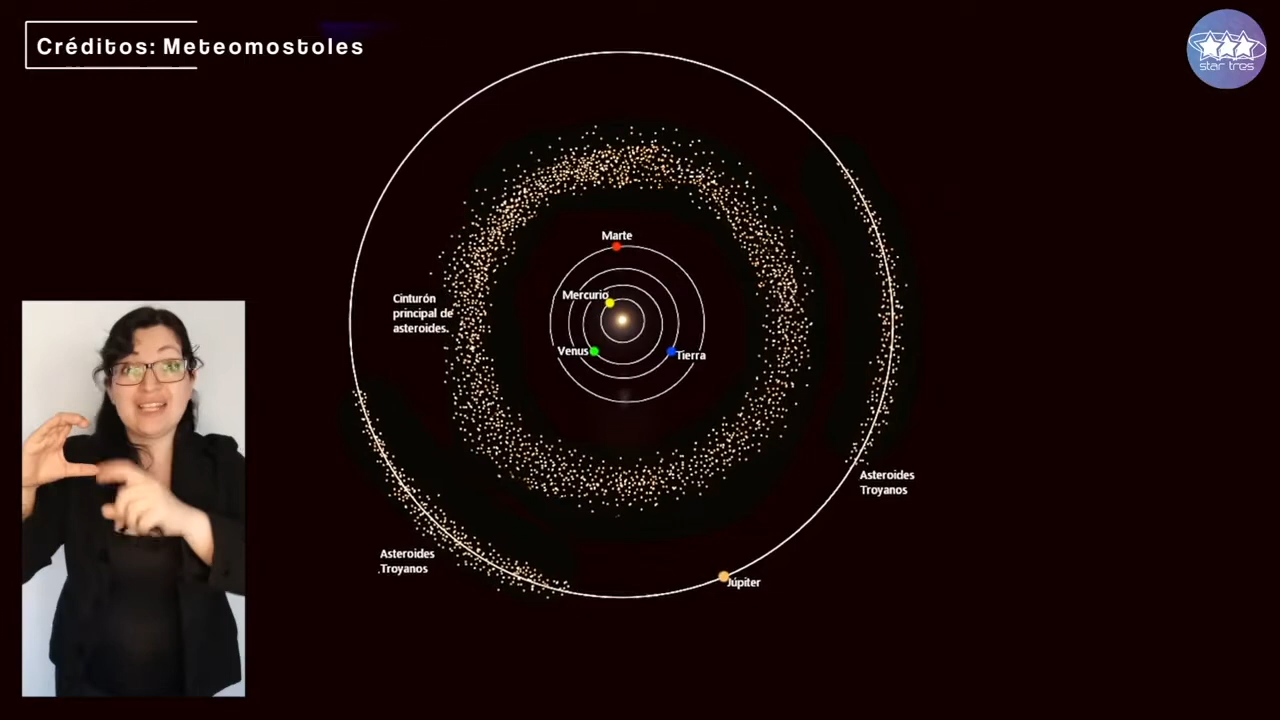 Créditos: Meteomostoles
star tres
Marte
Mercurio
Cinturón
principal de
asteroides.
Venus
Tierra
Asteroides
Troyanos
Asteroides
.Troyanos
Júpiter